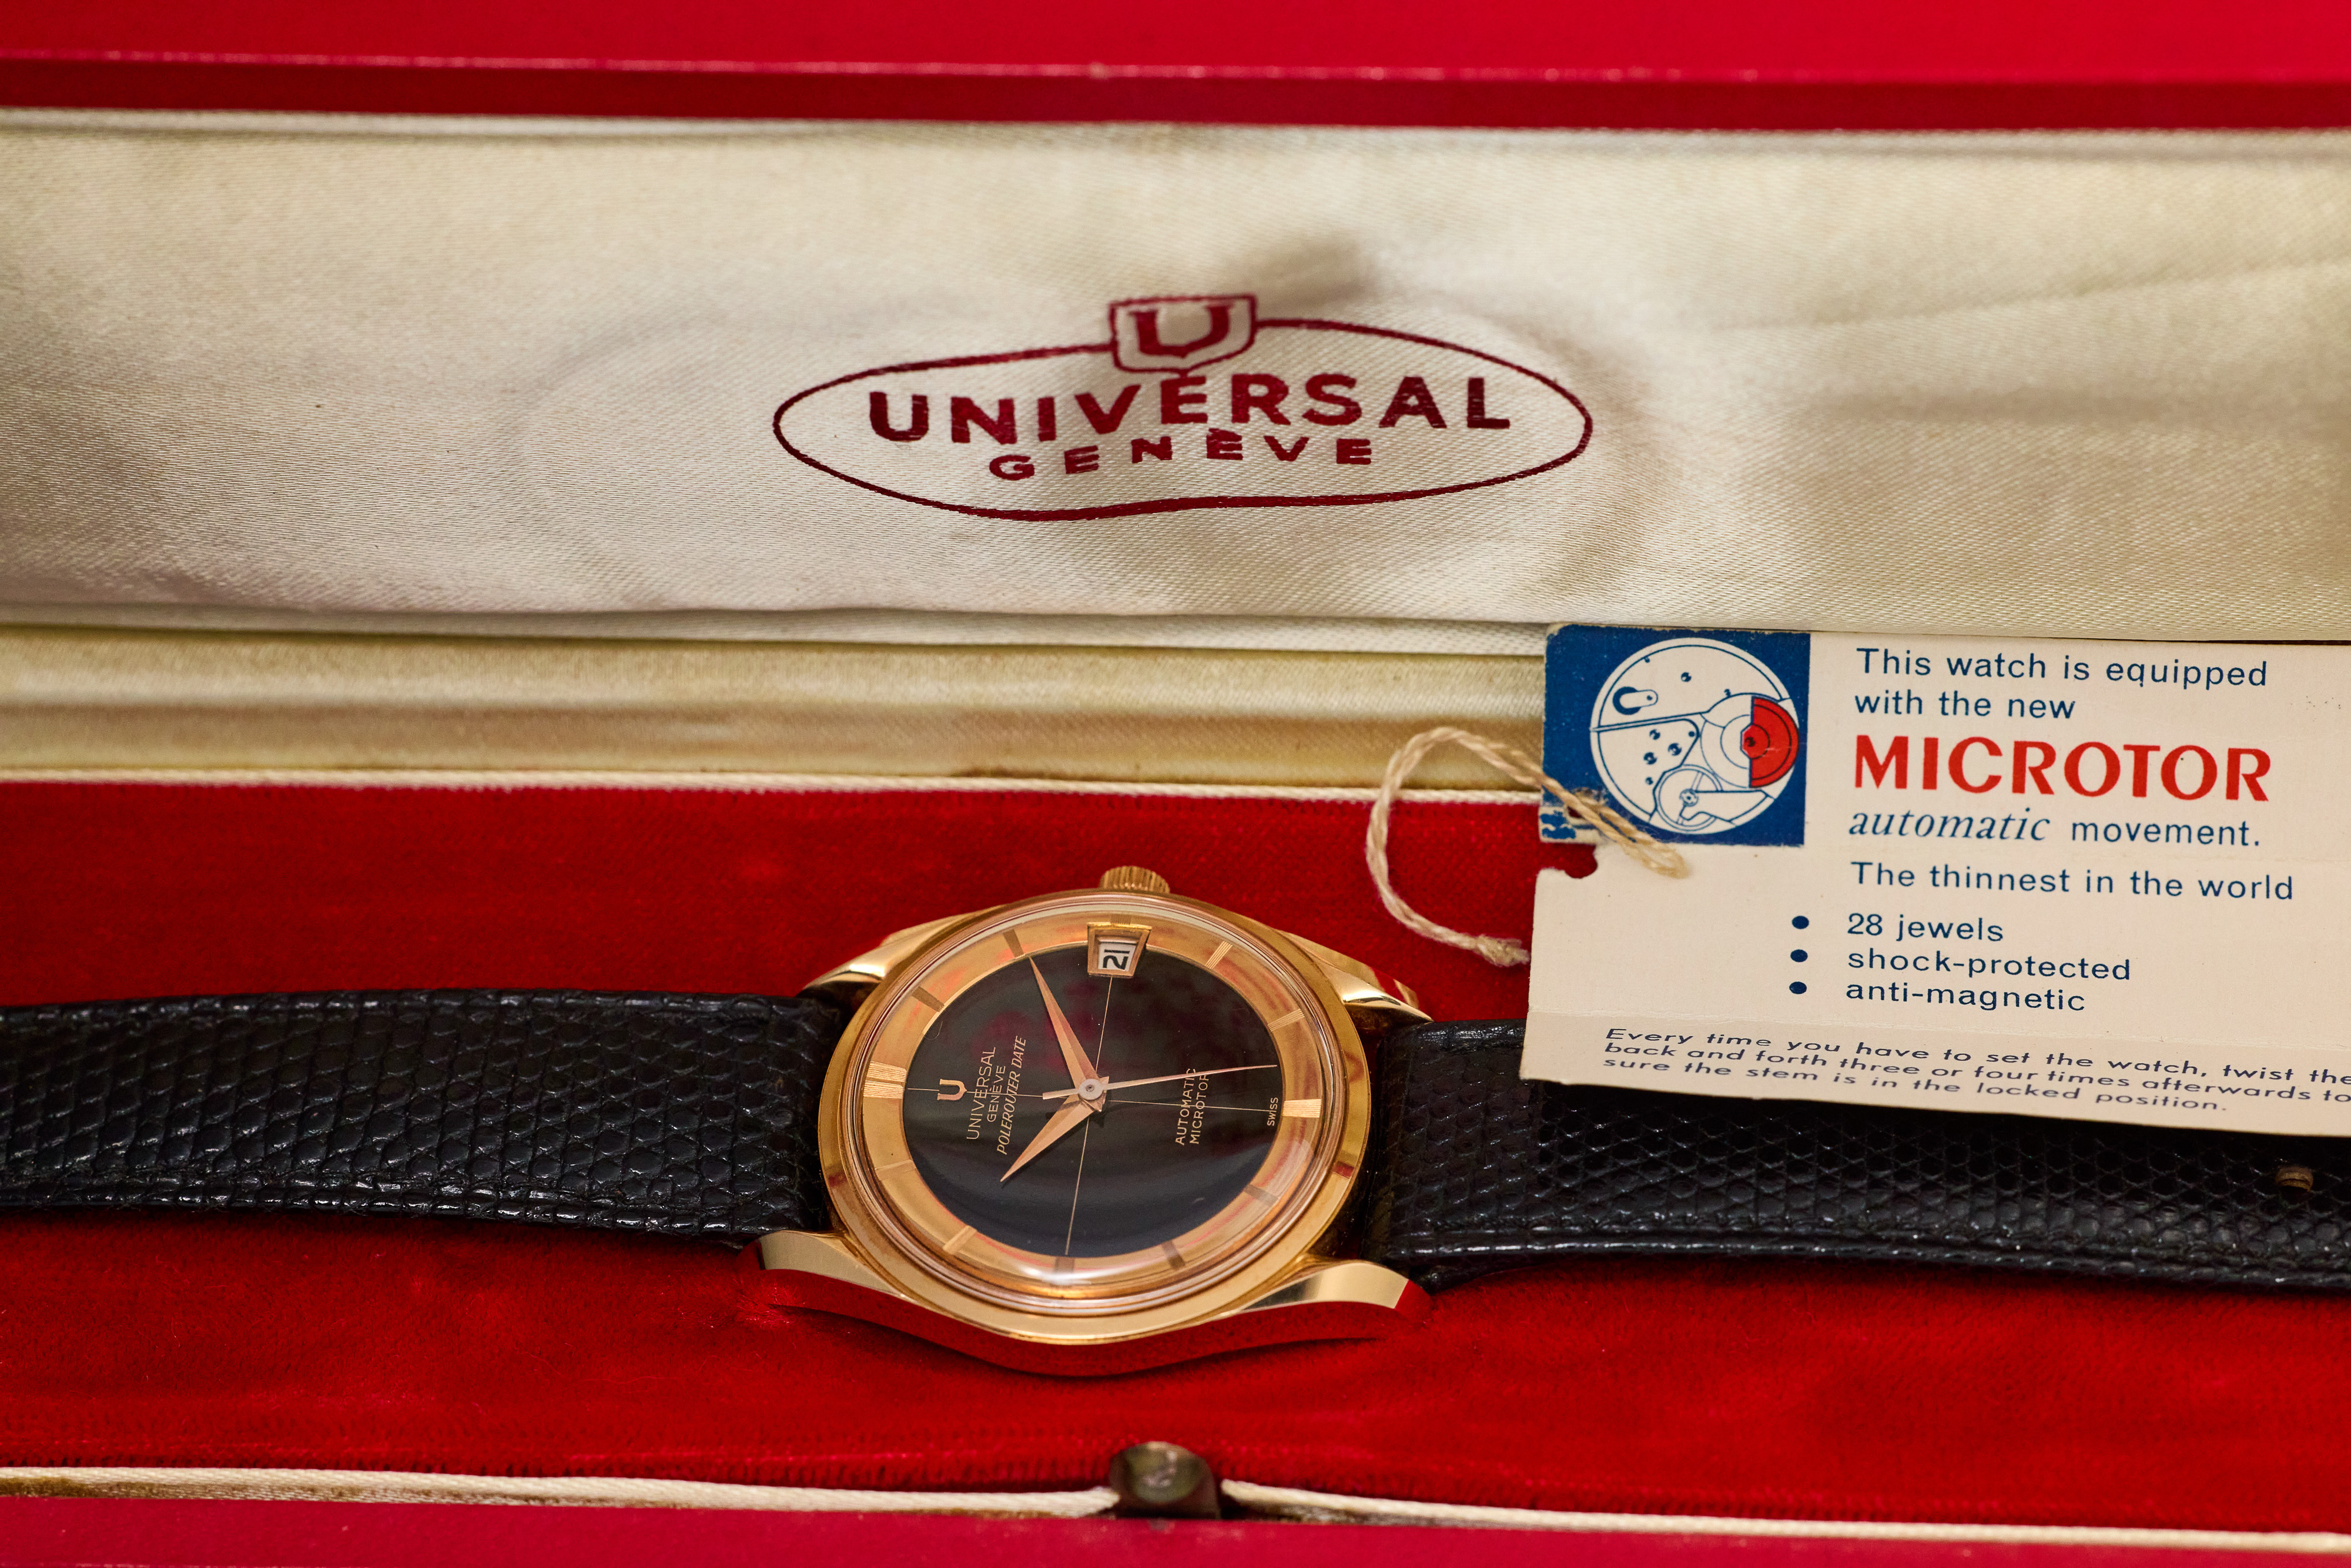 U
UNIVERSAL
GENÈVE
This watch is equipped
with the new
MICROTOR
automatic movement.
The thinnest in the world
• 28 jewels
• shock-protected
• anti-magnetic
Every time you have to set the watch, twist the
back and forth three or four times afterwards to
sure the stem is in the locked position.
21
U
UNIVERSAL
GENÈVE
POLEROUTER DATE
AUTOMATIC
MICROTOR
SWISS